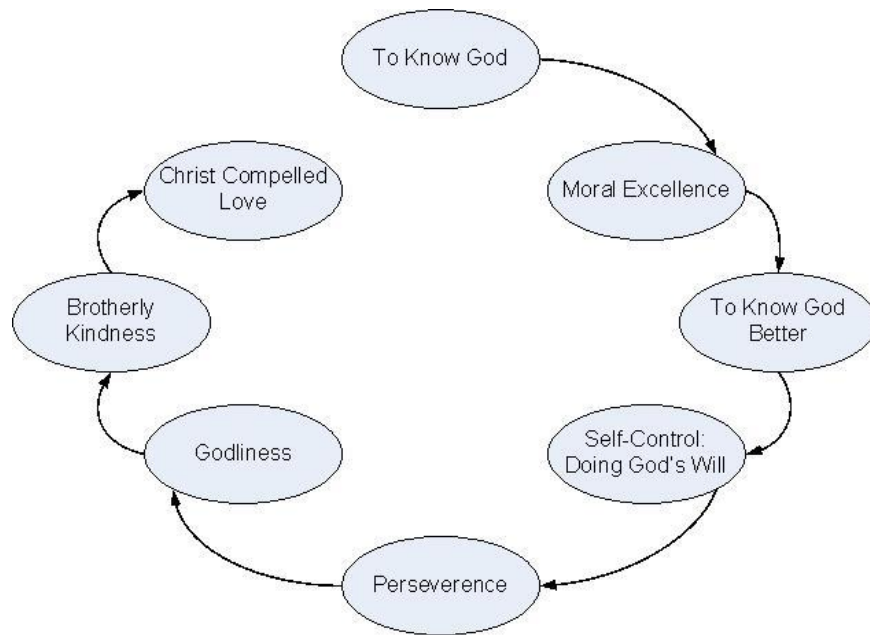 To Know God
Moral Excellence
To Know God
Better
Self-Control:
Doing God's Will
Perseverence
Godliness
Brotherly
Kindness
Christ Compelled
Love